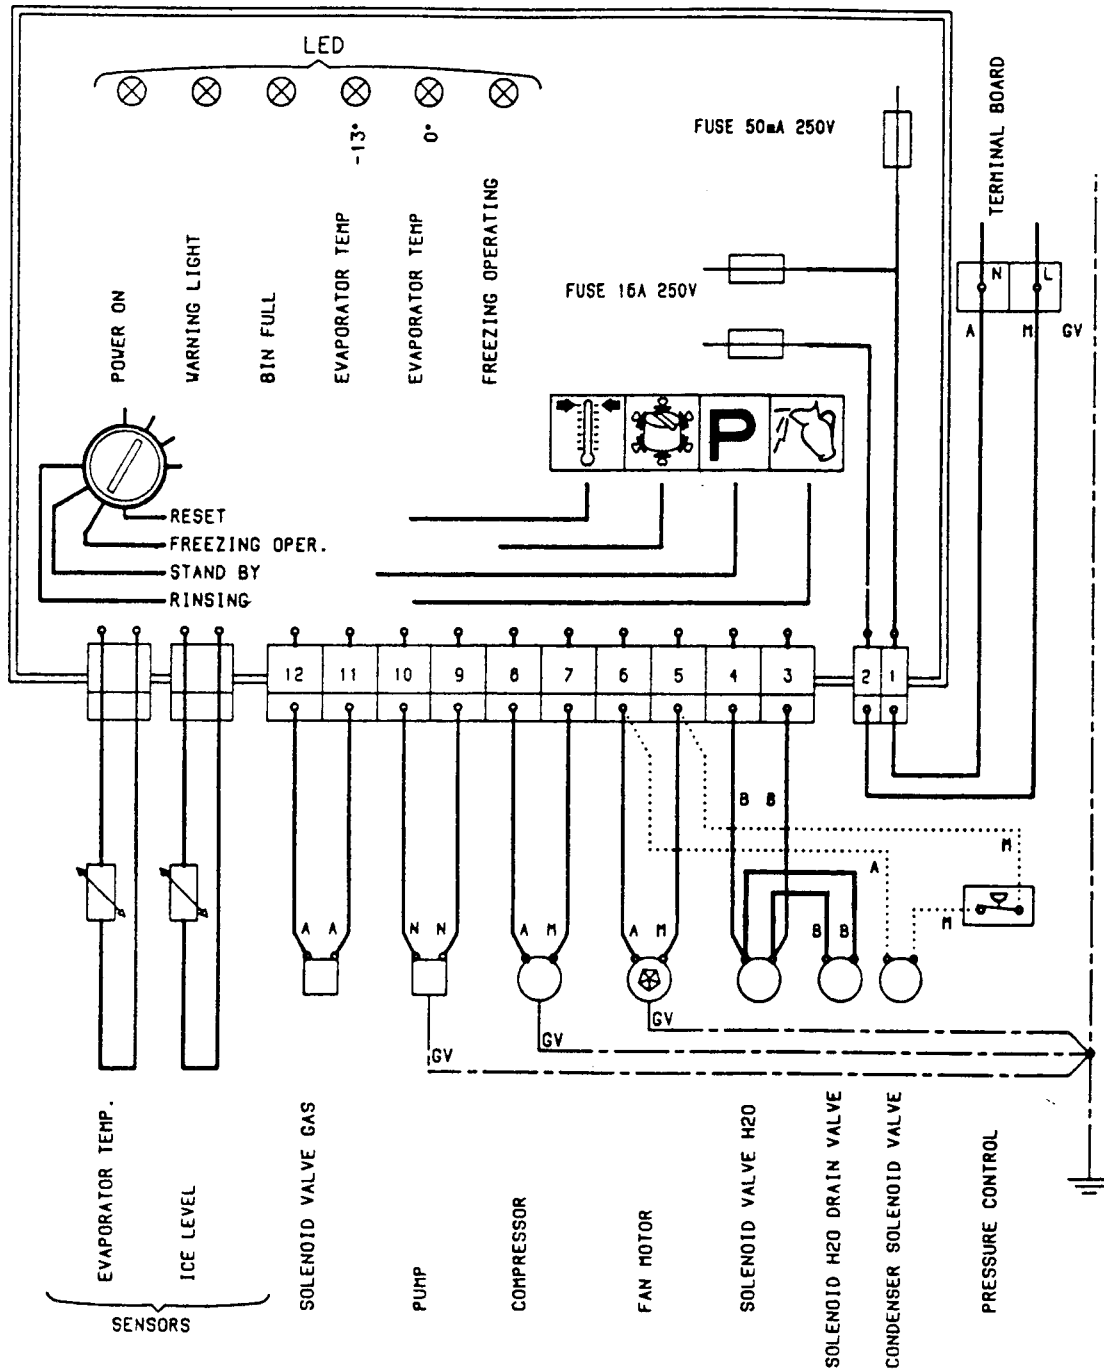 LED
-13°
0°
FUSE 50mA 250V
TERMINAL BOARD
POWER ON
WARNING LIGHT
BIN FULL
EVAPORATOR TEMP
EVAPORATOR TEMP
FREEZING OPERATING
FUSE 16A 250V
N
L
A
M
GV
P
RESET
FREEZING OPER.
STAND BY
RINSING
12
11
10
9
8
7
6
5
4
3
2
1
B
B
M
A
M
A
A
N
N
A
M
A
M
B
B
GV
GV
GV
EVAPORATOR TEMP.
ICE LEVEL
SENSORS
SOLENOID VALVE GAS
PUMP
COMPRESSOR
FAN MOTOR
SOLENOID VALVE H20
SOLENOID H20 DRAIN VALVE
CONDENSER SOLENOID VALVE
PRESSURE CONTROL